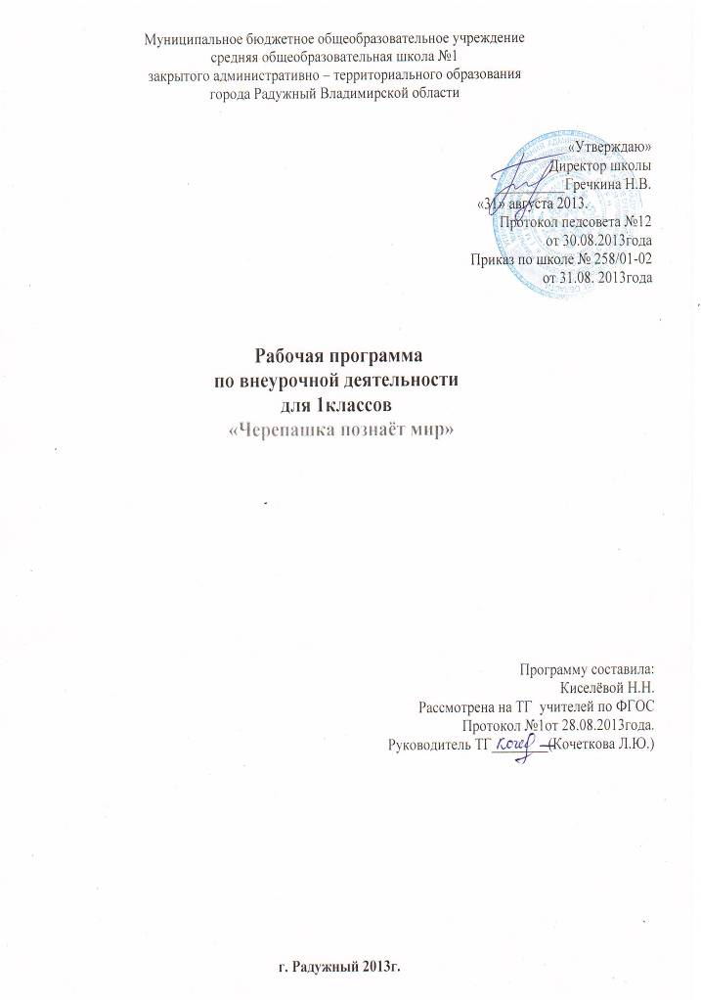 Муниципальное бюджетное общеобразовательное учреждение
средняя общеобразовательная школа №1
закрытого административно – территориального образования
города Радужный Владимирской области
«Утверждаю»
Директор школы
Гречкина Н.В.
«31» августа 2013.
Протокол педсовета №12
от 30.08.2013года
Приказ по школе № 258/01-02
от 31.08. 2013года
Рабочая программа
по внеурочной деятельности
для 1классов
«Черепашка познаёт мир»
Программу составила:
Киселёвой Н.Н.
Рассмотрена на ТГ  учителей по ФГОС
Протокол №1от 28.08.2013года.
Руководитель ТГ________(Кочеткова Л.Ю.)
г. Радужный 2013г.